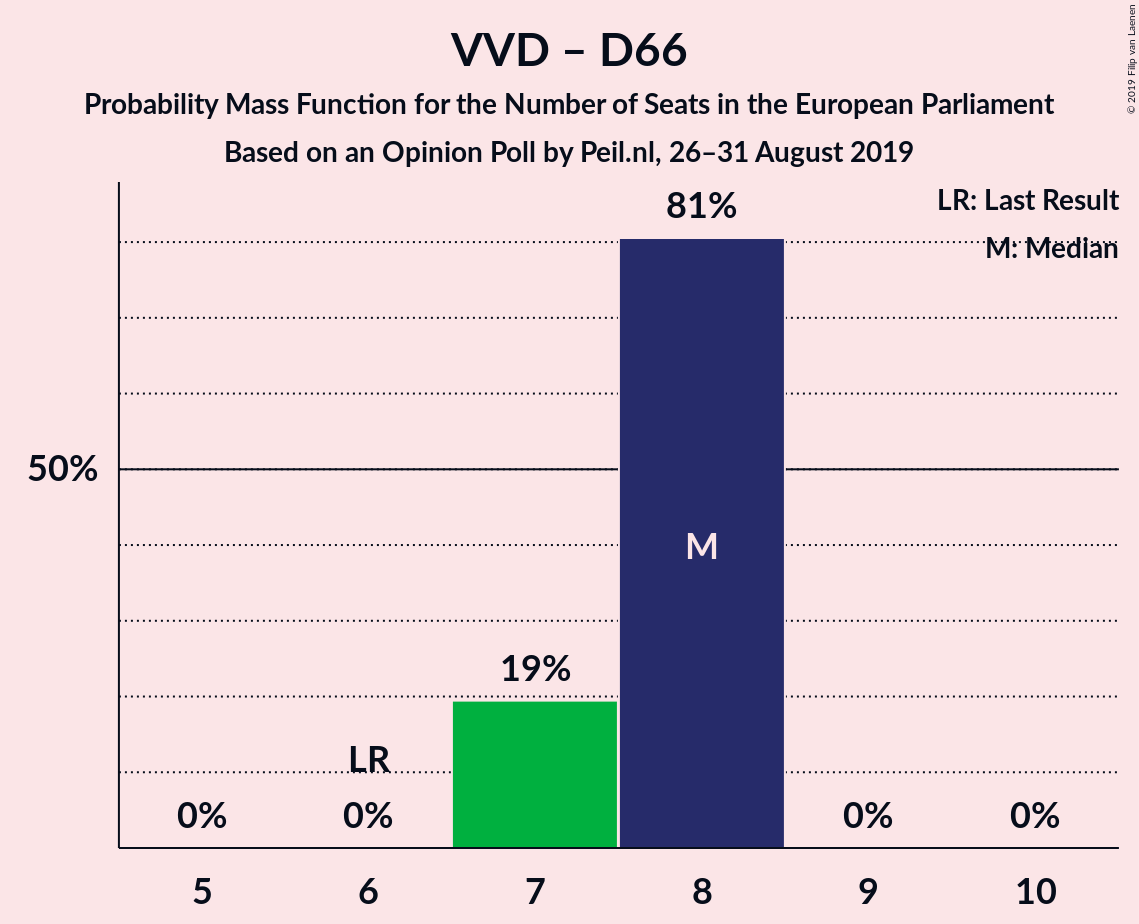 VVD – D66
Probability Mass Function for the Number of Seats in the European Parliament
Based on an Opinion Poll by Peil.nl, 26–31 August 2019
© 2019 Filip van Laenen
LR: Last Result
M: Median
81%
50%
M
19%
LR
0%
0%
0%
0%
5
6
7
8
9
10